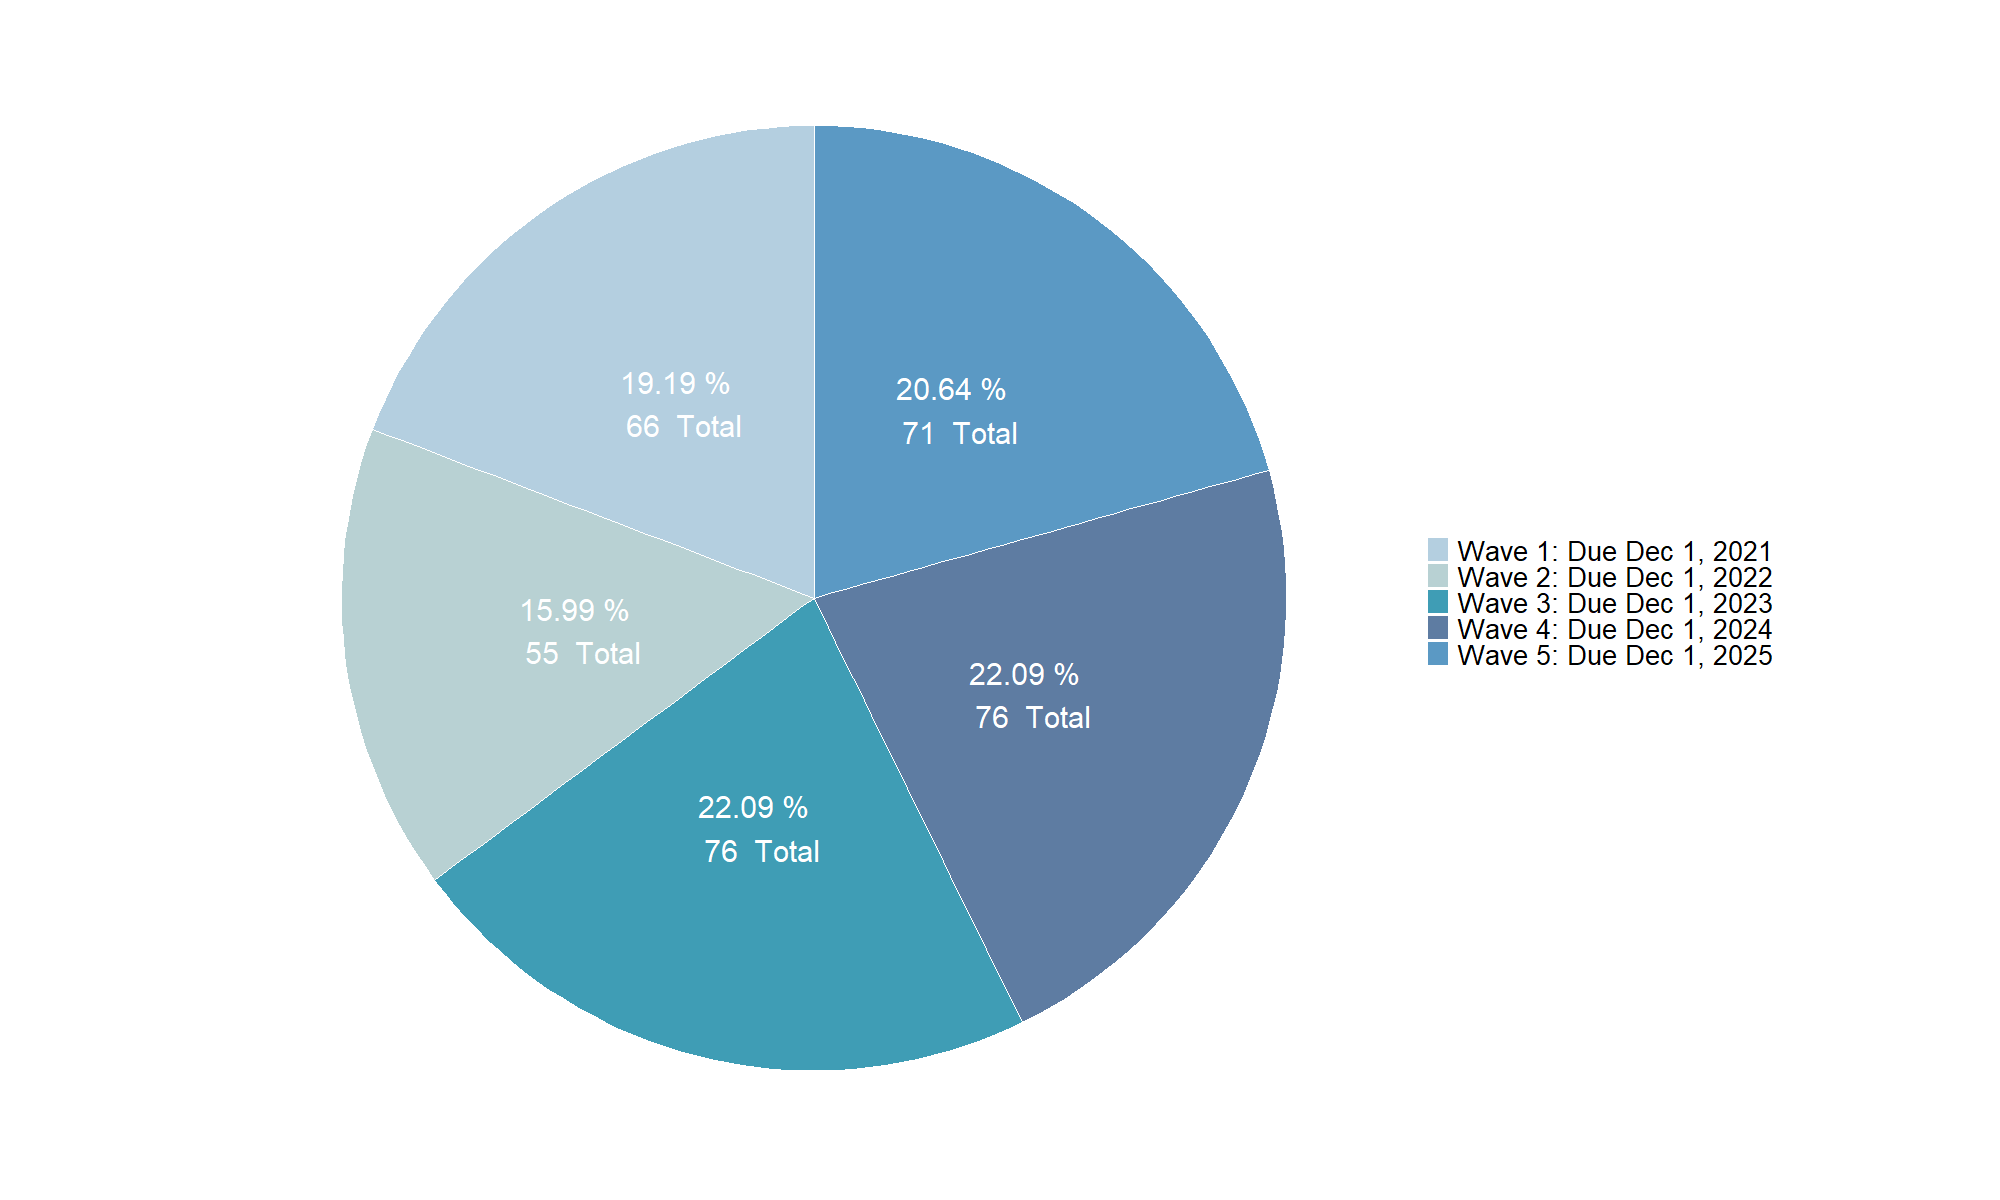 19.19 %
66 Total
20.64 %
71 Total
15.99 %
55 Total
22.09 %
76 Total
22.09 %
76 Total
Wave 1: Due Dec 1, 2021
Wave 2: Due Dec 1, 2022
Wave 3: Due Dec 1, 2023
Wave 4: Due Dec 1, 2024
Wave 5: Due Dec 1, 2025